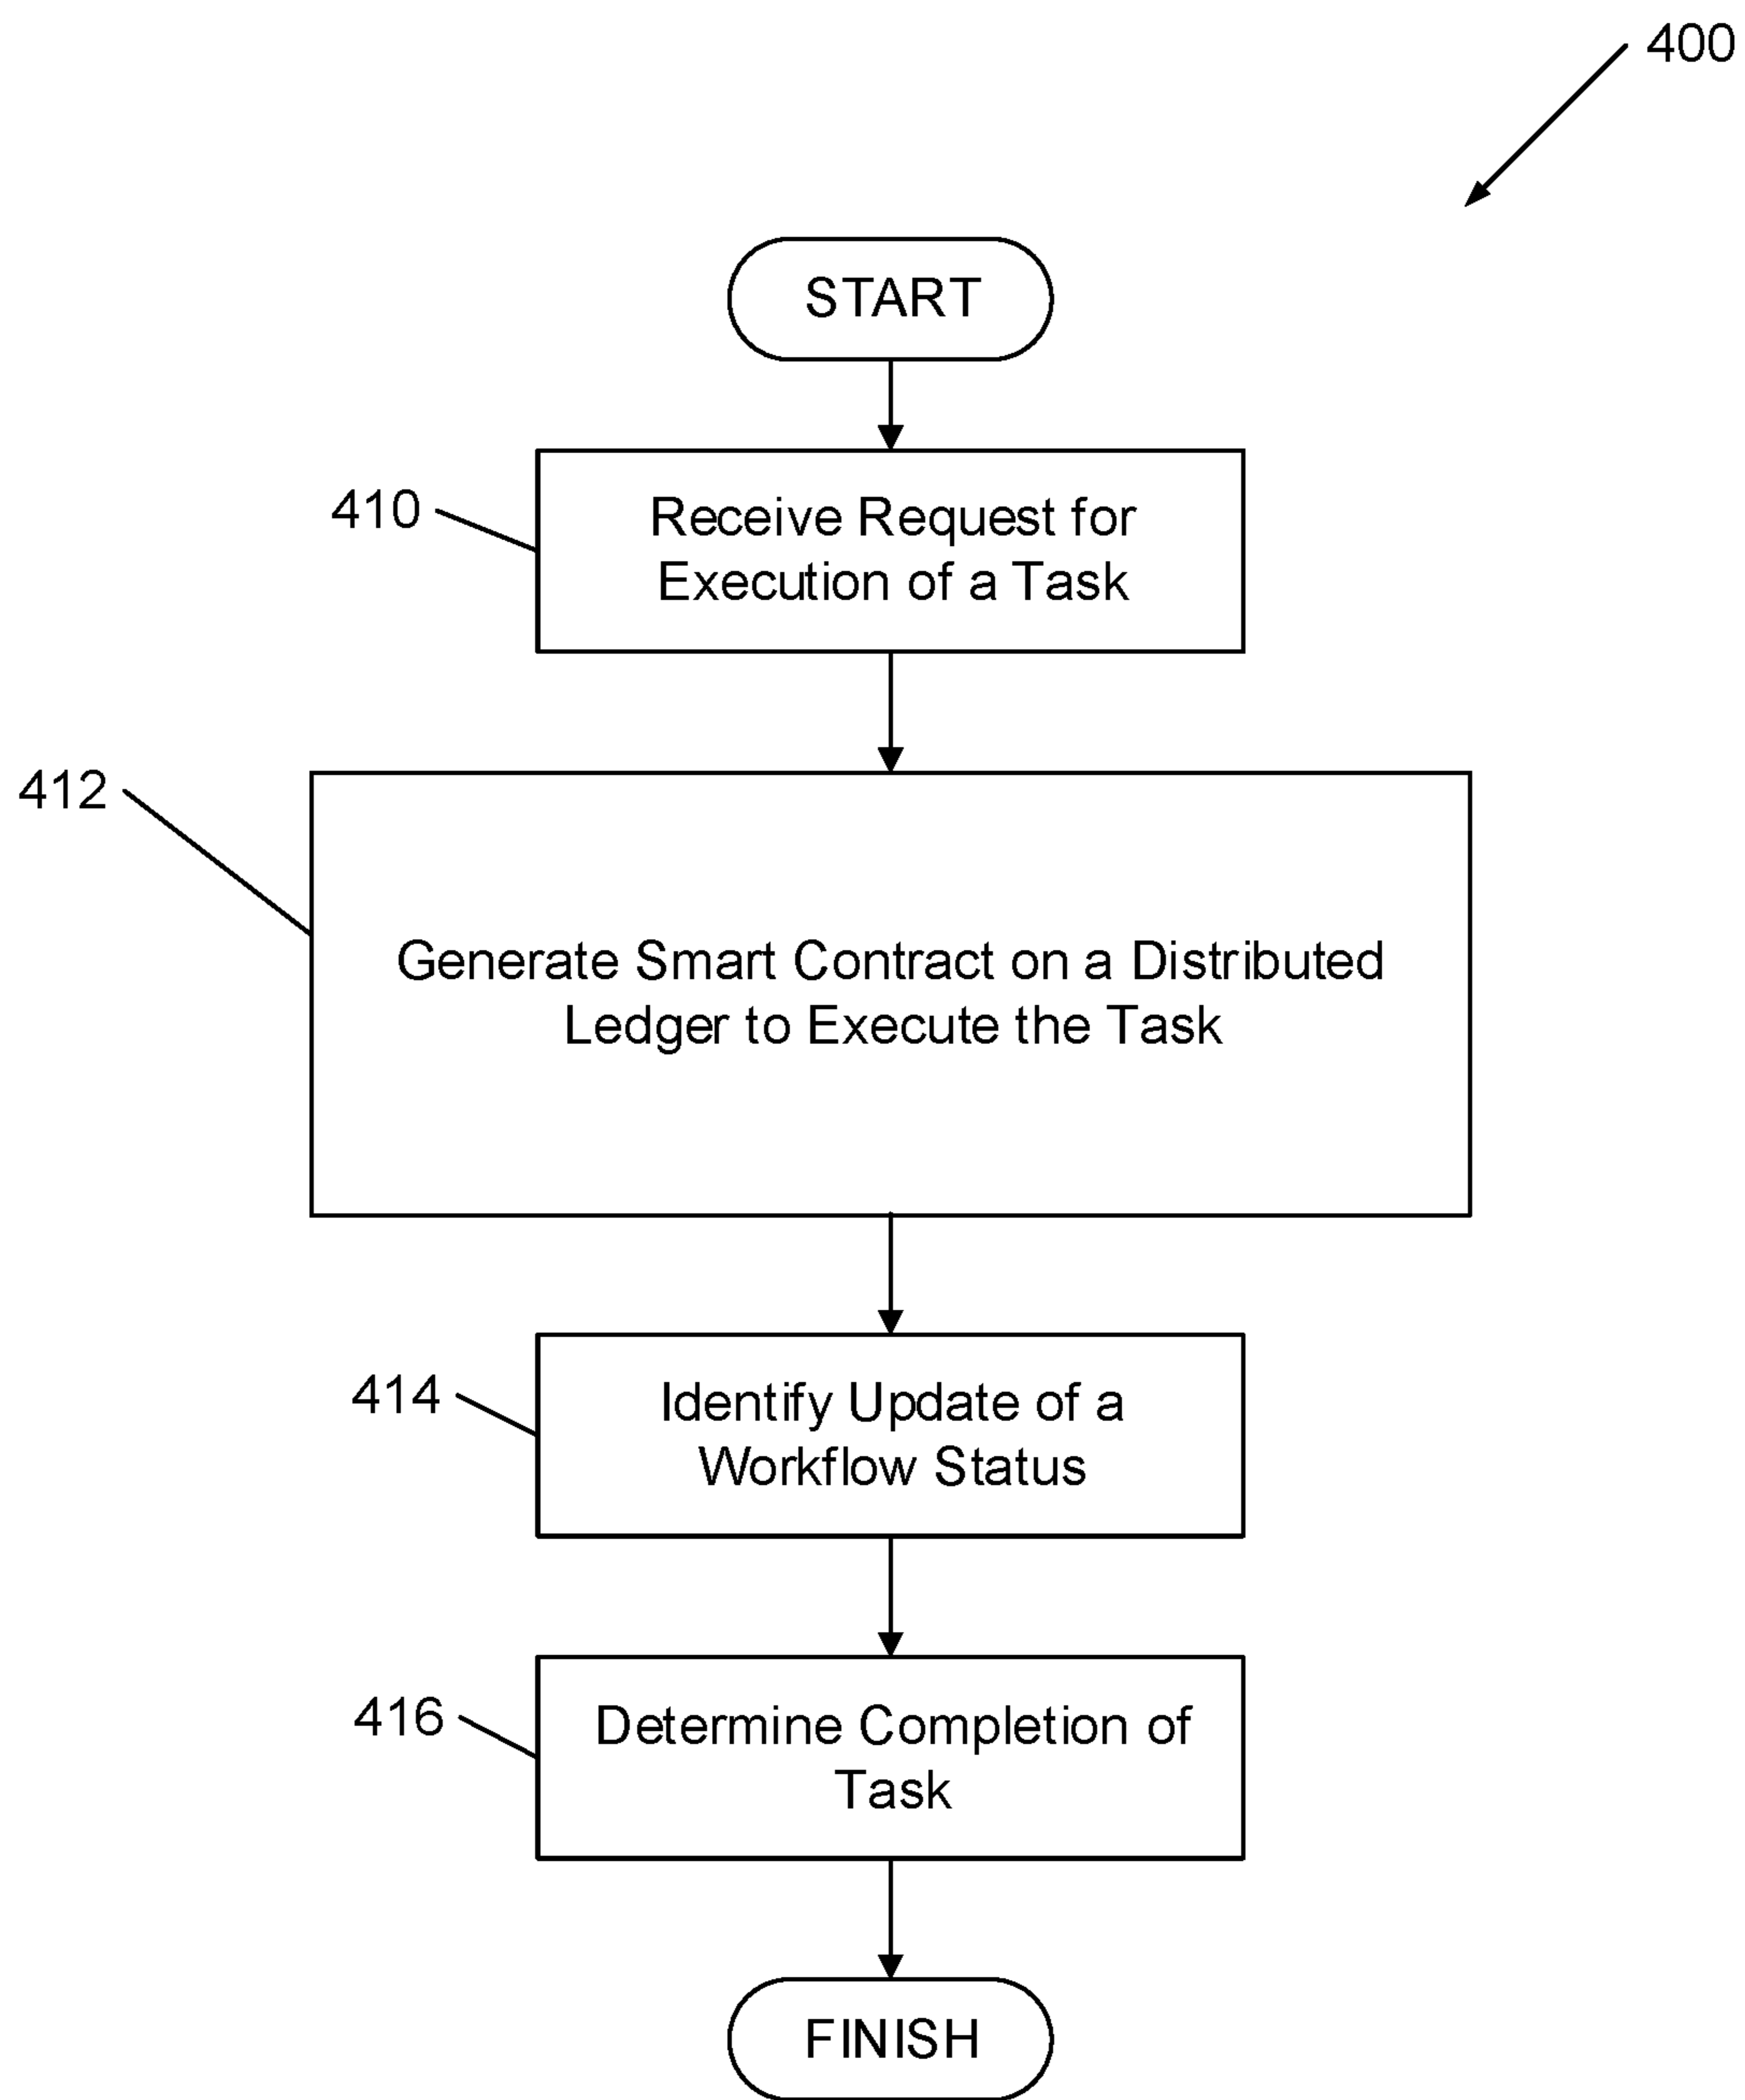 400
START
410
Receive Request for
Execution of a Task
412
Generate Smart Contract on a Distributed
Ledger to Execute the Task
414
Identify Update of a
Workflow Status
416
Determine Completion of
Task
FINISH